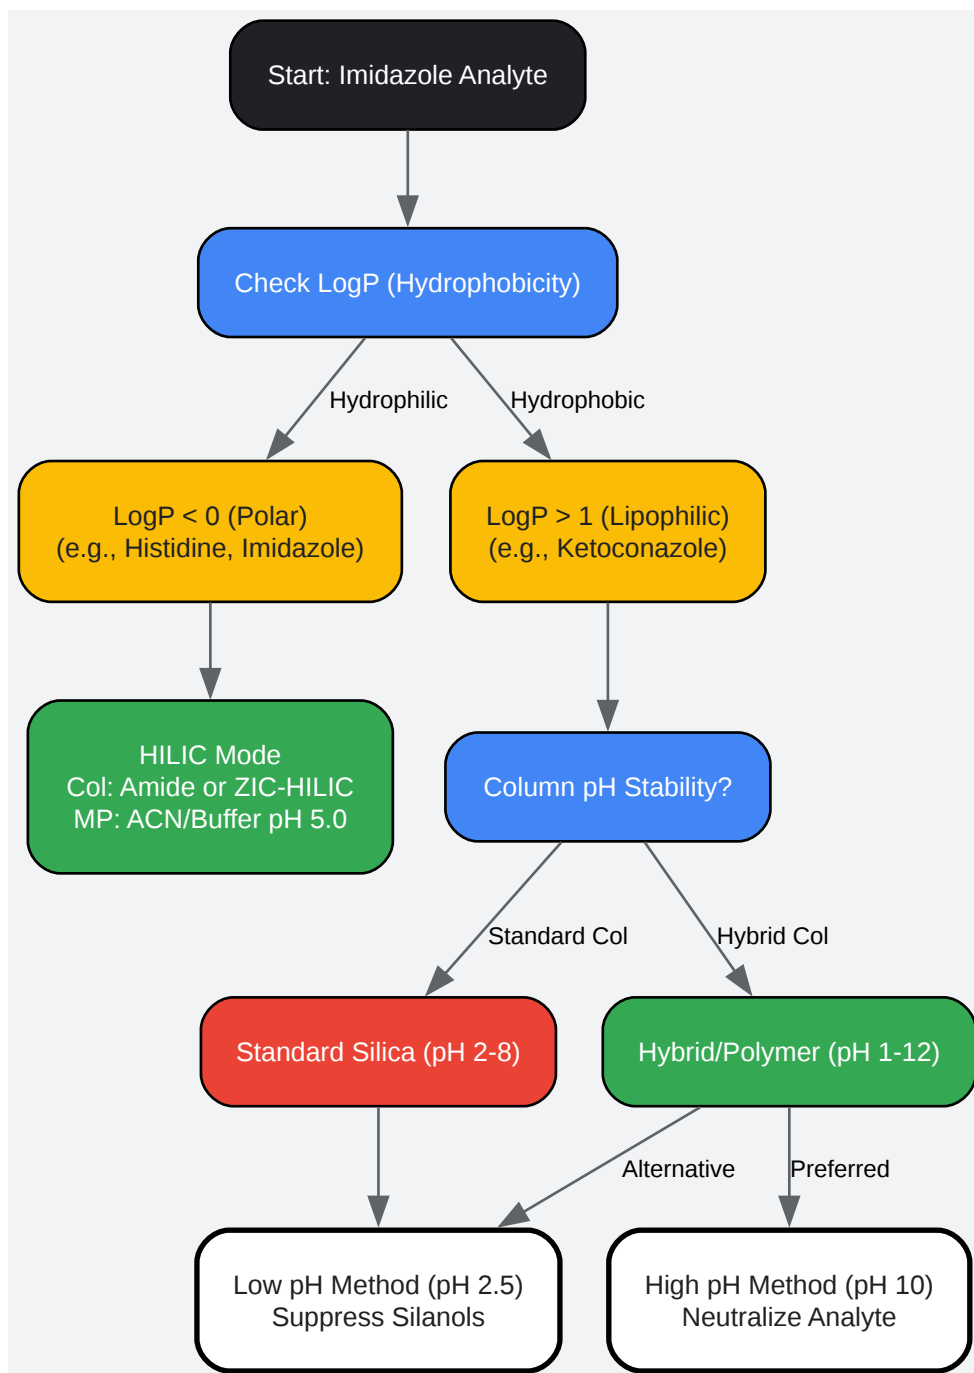 Start: Imidazole Analyte
Check LogP (Hydrophobicity)
Hydrophilic
Hydrophobic
LogP < 0 (Polar)
(e.g., Histidine, Imidazole)
LogP > 1 (Lipophilic)
(e.g., Ketoconazole)
HILIC Mode
Col: Amide or ZIC-HILIC
MP: ACN/Buffer pH 5.0
Column pH Stability?
Standard Col
Hybrid Col
Standard Silica (pH 2-8)
Hybrid/Polymer (pH 1-12)
Alternative
Preferred
Low pH Method (pH 2.5)
Suppress Silanols
High pH Method (pH 10)
Neutralize Analyte